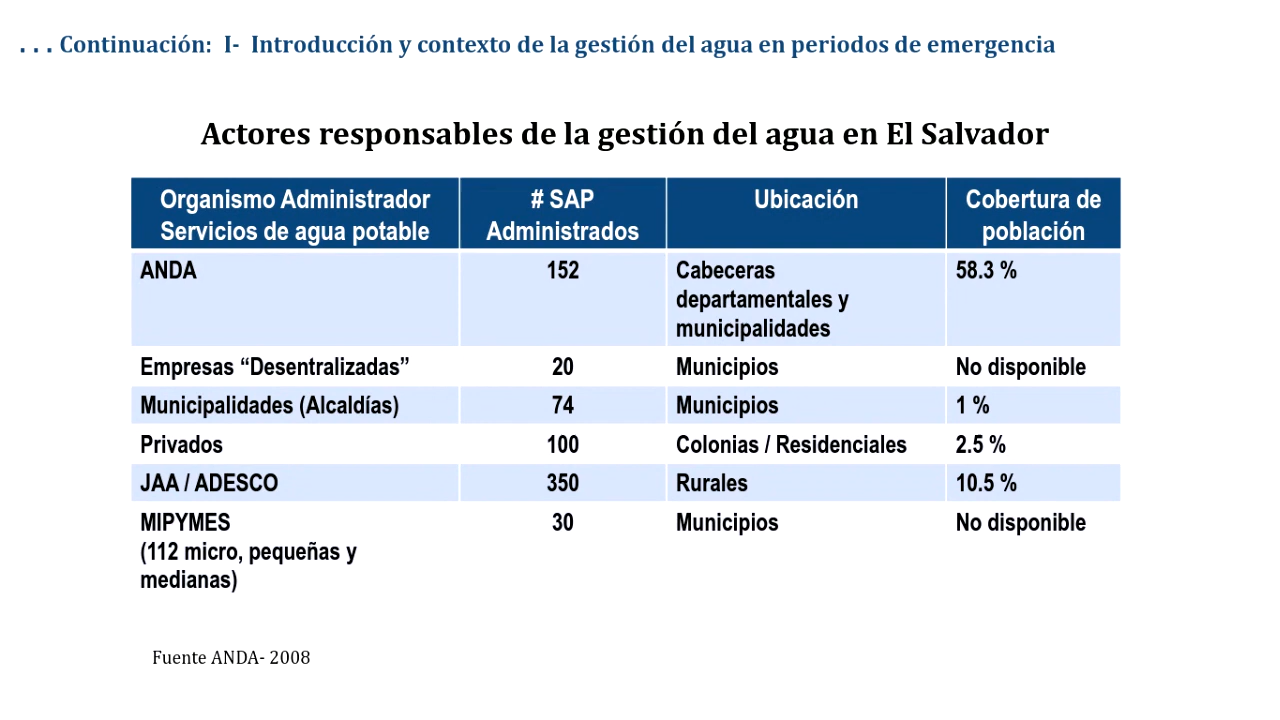 . . . Continuación: I- Introducción y contexto de la gestión del agua en periodos de emergencia
Actores responsables de la gestión del agua en El Salvador
Organismo Administrador
Servicios de agua potable
# SAP
Administrados
Ubicación
Cobertura de
población
ANDA
152
Cabeceras
departamentales y
municipalidades
58.3 %
Empresas “Desentralizadas”
20
Municipios
No disponible
Municipalidades (Alcaldías)
74
Municipios
1 %
Privados
100
Colonias / Residenciales
2.5 %
JAA / ADESCO
350
Rurales
10.5 %
MIPYMES
(112 micro, pequeñas y
medianas)
30
Municipios
No disponible
Fuente ANDA- 2008